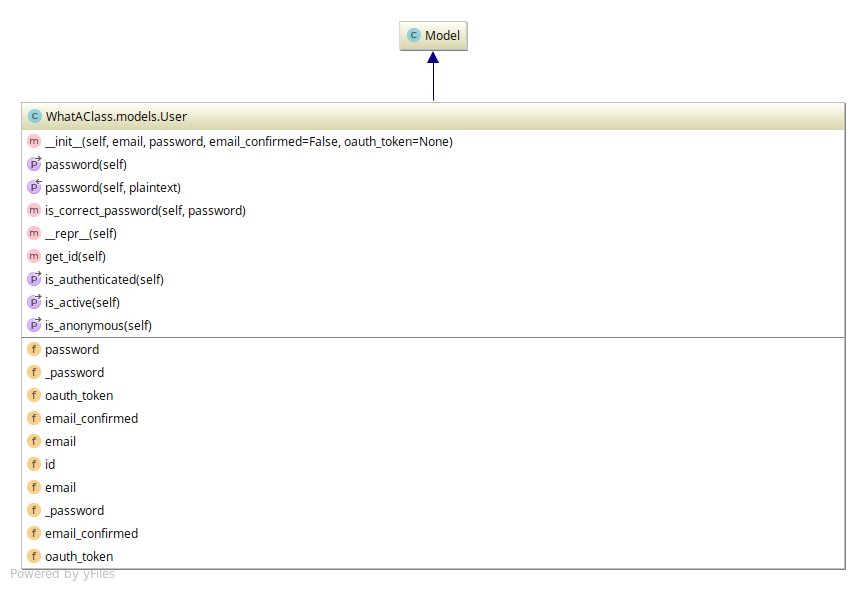 C Model
C WhatAClass.models.User
m __init__(self, email, password, email_confirmed=False, oauth_token=None)
P password(self)
P password(self, plaintext)
m is_correct_password(self, password)
m __repr__(self)
m get_id(self)
P is_authenticated(self)
P is_active(self)
P is_anonymous(self)
f password
f _password
f oauth_token
f email_confirmed
f email
f id
f email
f _password
f email_confirmed
f oauth_token
Powered by yFiles